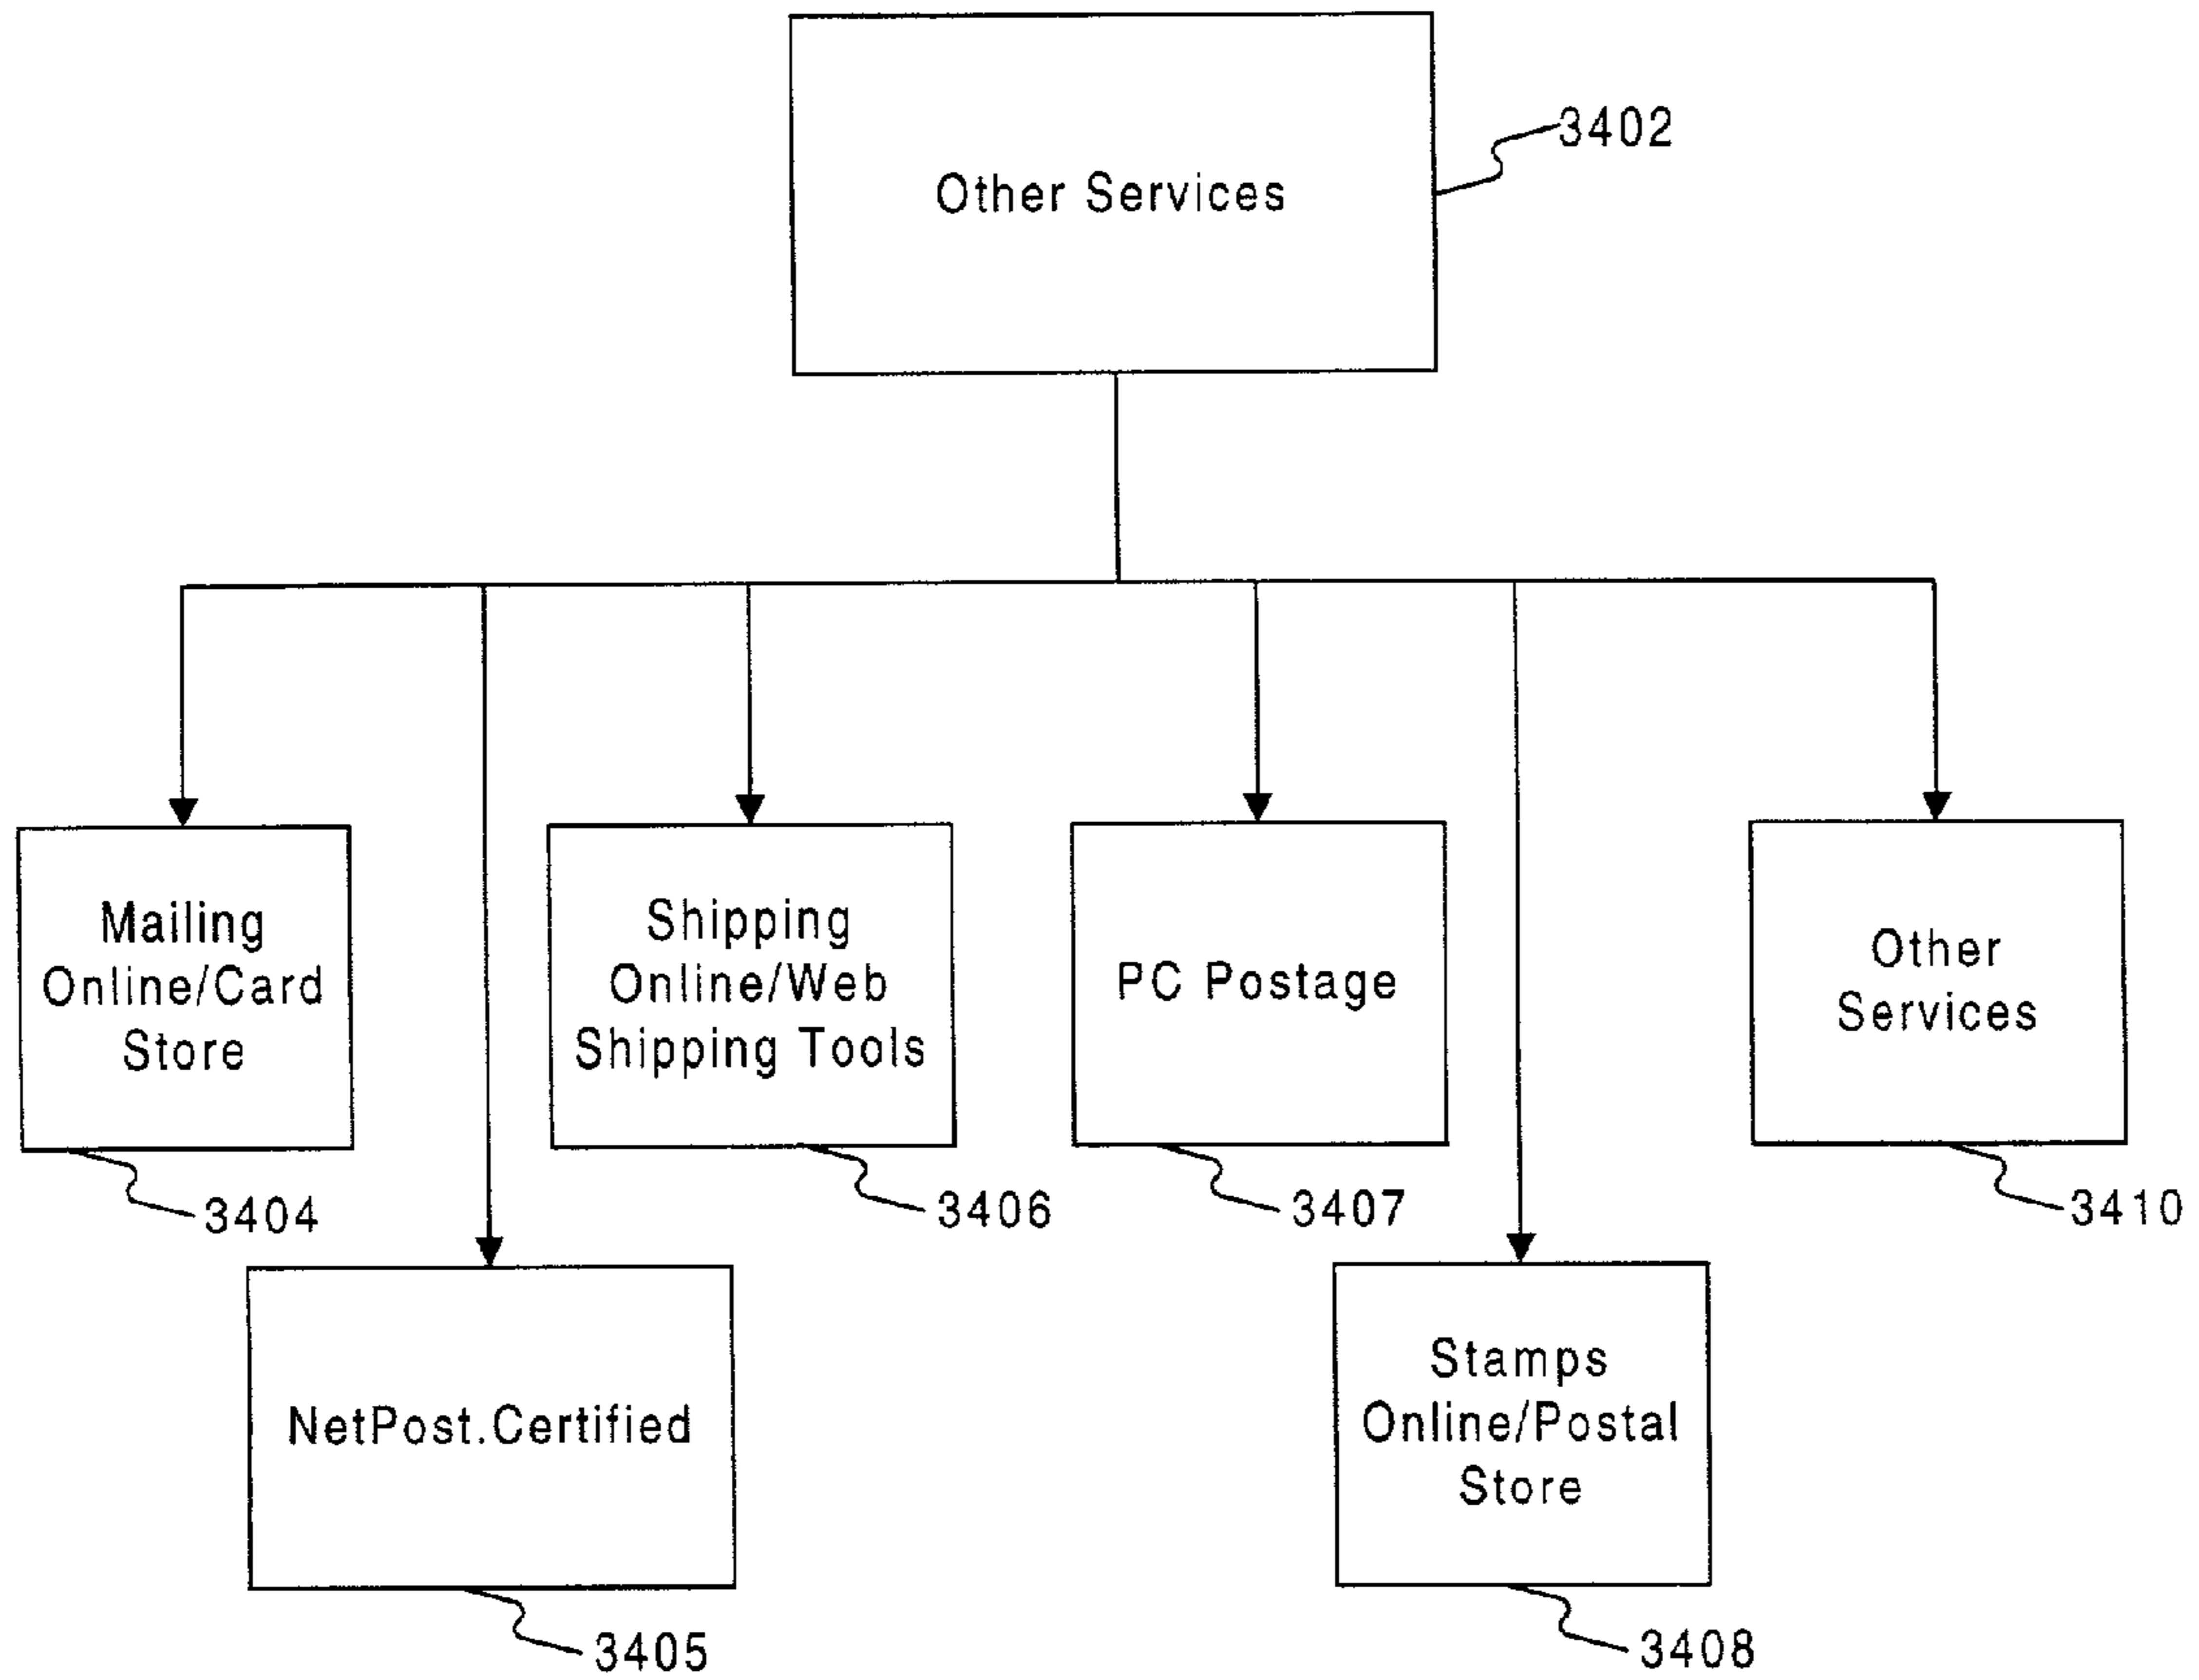 Other Services
3402
Mailing
Online/Card
Store
3404
Shipping
Online/Web
Shipping Tools
3406
PC Postage
3407
Other
Services
3410
NetPost.Certified
3405
Stamps
Online/Postal
Store
3408